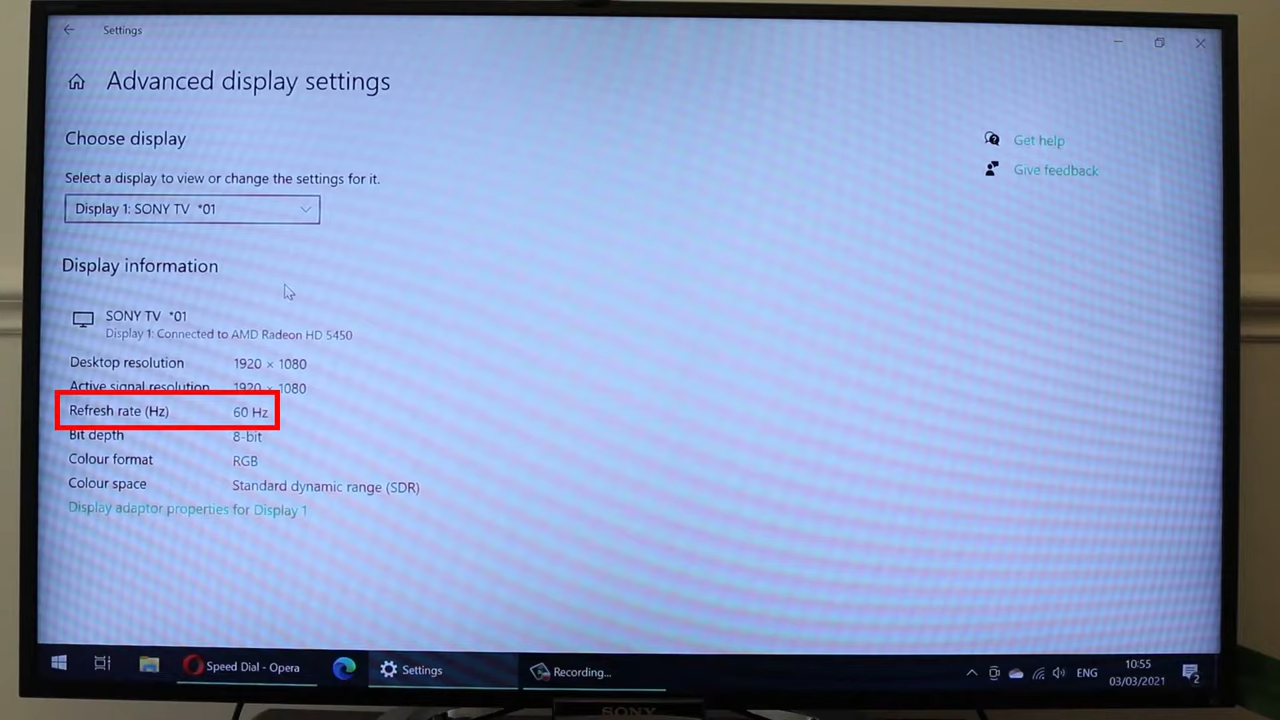 Settings
Advanced display settings
Choose display
Get help
Select a display to view or change the settings for it.
Give feedback
Display 1: SONY TV *01
Display information
SONY TV *01
Display 1: Connected to AMD Radeon HD 5450
Desktop resolution 1920 × 1080
Active signal resolution 1920 × 1080
Refresh rate (Hz) 60 Hz
Bit depth 8-bit
Colour format RGB
Colour space Standard dynamic range (SDR)
Display adaptor properties for Display 1
Speed Dial - Opera
Settings
Recording...
ENG
10:55
03/03/2021
2
SONY